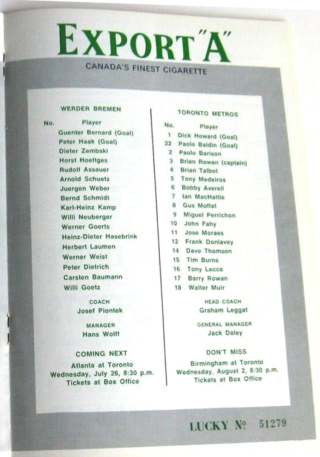 EXPORT "A"
CANADA'S FINEST CIGARETTE
WERDER BREMEN
No. Player
Guenter Bernard (Goal)
Peter Haak (Goal)
Dieter Zembski
Horst Hoettges
Rudolf Assauer
Arnold Schuetz
Juergen Weber
Bernd Schmidt
Karl-Heinz Kamp
Willi Neuberger
Werner Goerts
Heinz-Dieter Hasebrink
Herbert Laumen
Werner Weist
Peter Dietrich
Carsten Baumann
Willi Goetz
COACH
Josef Piontek
MANAGER
Hans Wolff
COMING NEXT
Atlanta at Toronto
Wednesday, July 26, 8:30 p.m.
Tickets at Box Office
TORONTO METROS
No. Player
1 Dick Howard (Goal)
22 Paolo Baldin (Goal)
2 Paolo Barison
3 Brian Rowan (captain)
4 Brian Talbot
5 Tony Medeiros
6 Bobby Averell
7 Ian MacHattie
8 Gus Moffat
9 Miguel Perrichon
10 John Fahy
11 Jose Moraes
12 Frank Donlavey
14 Dave Thomson
15 Tim Burns
16 Tony Lecce
17 Barry Rowan
18 Walter Muir
HEAD COACH
Graham Leggat
GENERAL MANAGER
Jack Daley
DON'T MISS
Birmingham at Toronto
Wednesday, August 2, 8:30 p.m.
Tickets at Box Office
LUCKY No 51279